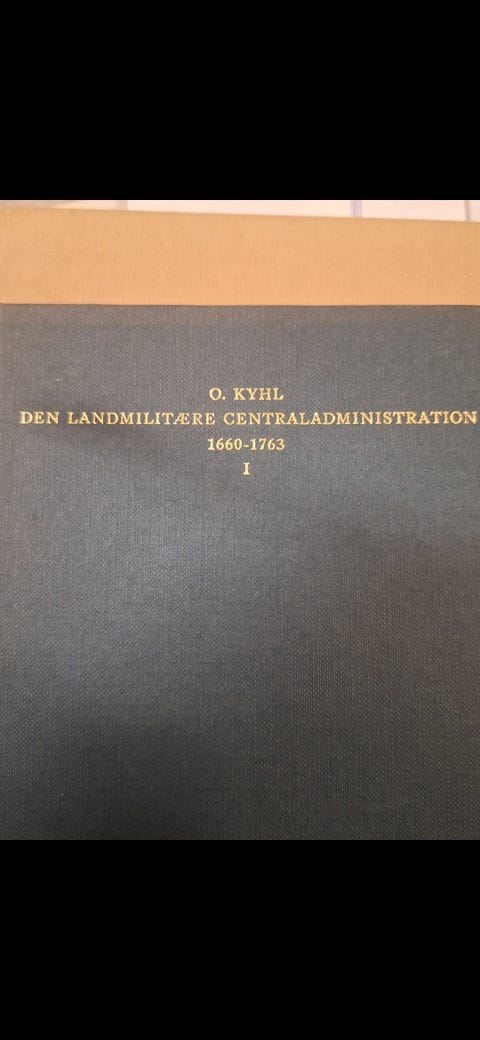 O. KYHL
DEN LANDMILITÆRE CENTRALADMINISTRATION
1660-1763
I